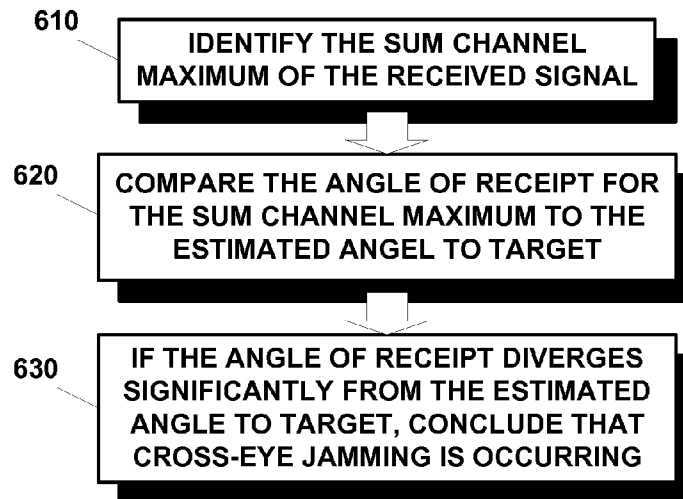 610
IDENTIFY THE SUM CHANNEL
MAXIMUM OF THE RECEIVED SIGNAL
620
COMPARE THE ANGLE OF RECEIPT FOR
THE SUM CHANNEL MAXIMUM TO THE
ESTIMATED ANGEL TO TARGET
630
IF THE ANGLE OF RECEIPT DIVERGES
SIGNIFICANTLY FROM THE ESTIMATED
ANGLE TO TARGET, CONCLUDE THAT
CROSS-EYE JAMMING IS OCCURRING